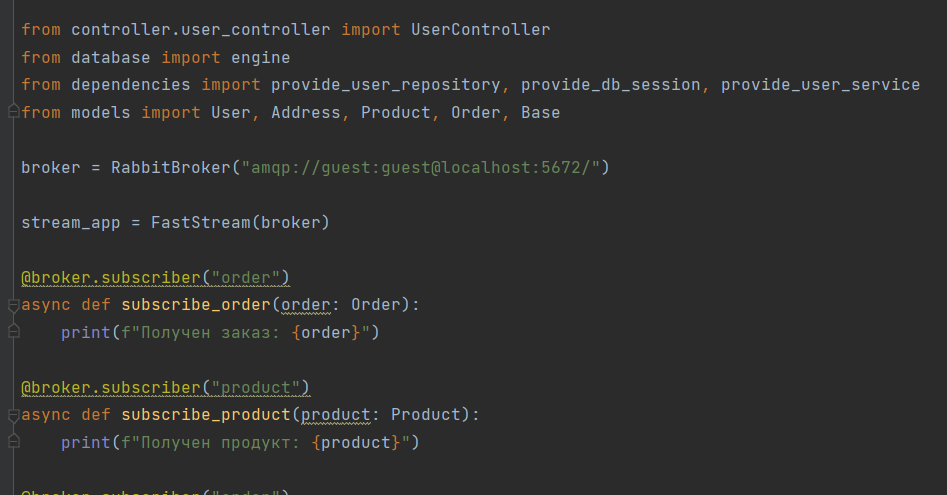 from controller.user_controller import UserController
from database import engine
from dependencies import provide_user_repository, provide_db_session, provide_user_service
from models import User, Address, Product, Order, Base
broker = RabbitBroker("amqp://guest:guest@localhost:5672/")
stream_app = FastStream(broker)
@broker.subscriber("order")
async def subscribe_order(order: Order):
    print(f"Получен заказ: {order}")
@broker.subscriber("product")
async def subscribe_product(product: Product):
    print(f"Получен продукт: {product}")
@broker.subscriber("order")